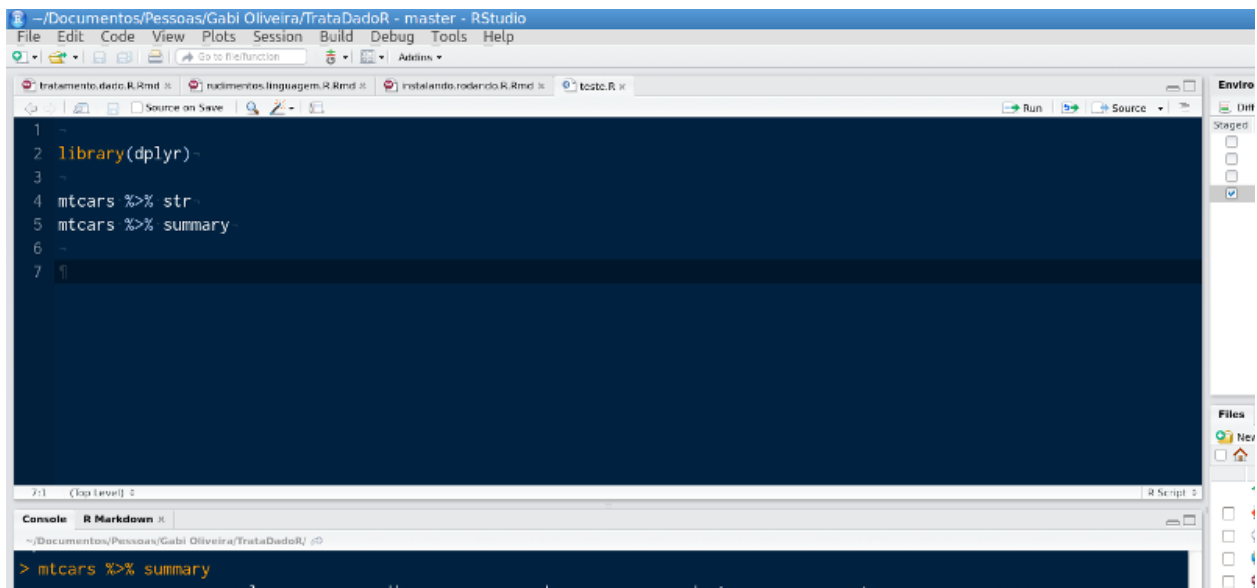 ~/Documentos/Pessoas/Gabi Oliveira/TrataDadoR - master - RStudio
File Edit Code View Plots Session Build Debug Tools Help
Go to file/function Addins
tratamento.dado.R.Rmd rudimentos.linguagem.R.Rmd instalando.rodando.R.Rmd teste.R
Source on Save Run Source
1 ¬
2 library(dplyr)¬
3 ¬
4 mtcars %>% str¬
5 mtcars %>% summary¬
6 ¬
7 ¶
7:1 (Top Level) R Script
Console R Markdown
~/Documentos/Pessoas/Gabi Oliveira/TrataDadoR/
> mtcars %>% summary
Enviro
Diff
Staged
Files
New